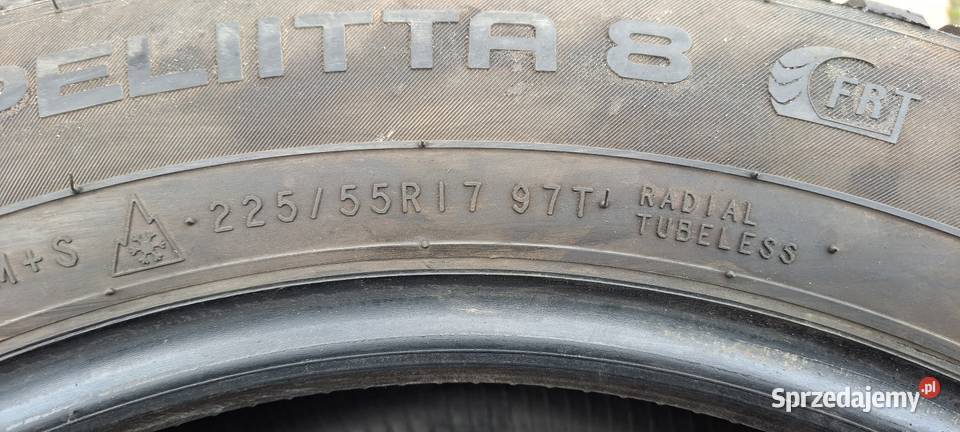 PELIITTA 8
FRT
M+S 225/55R17 97T RADIAL
TUBELESS
Sprzedajemy.pl